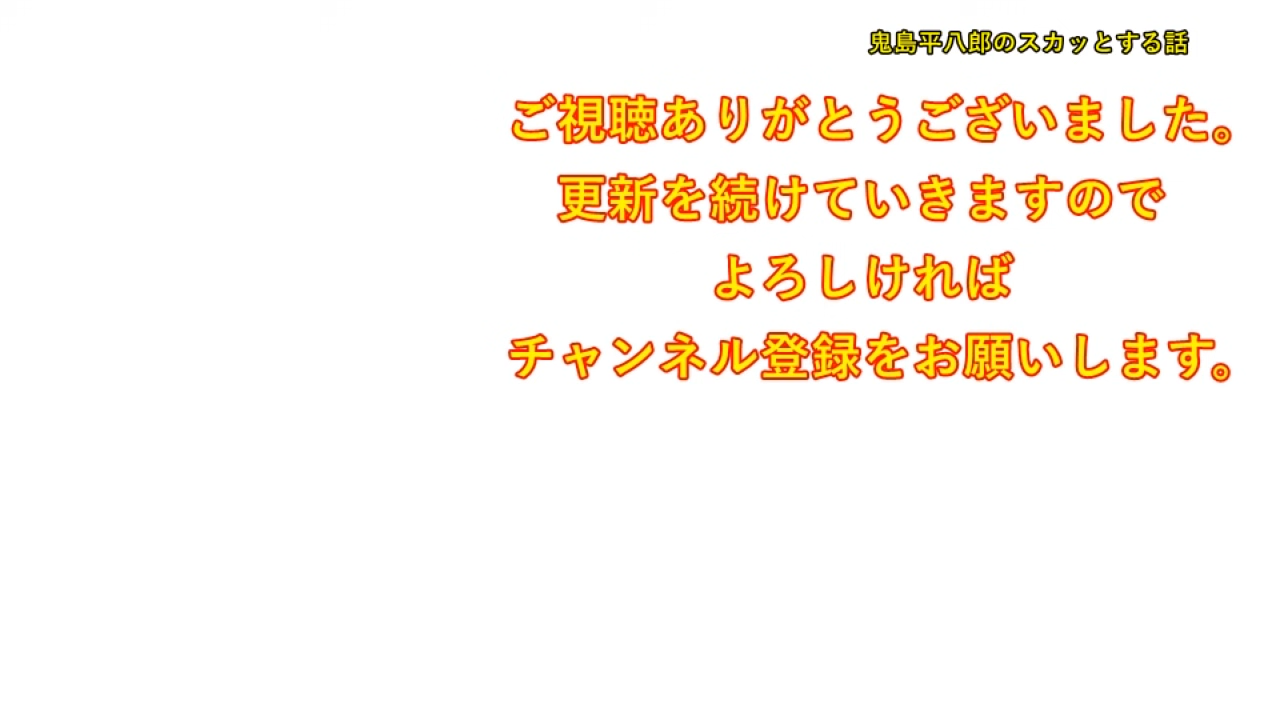 鬼島平八郎のスカッとする話
ご視聴ありがとうございました。
更新を続けていきますので
よろしければ
チャンネル登録をお願いします。